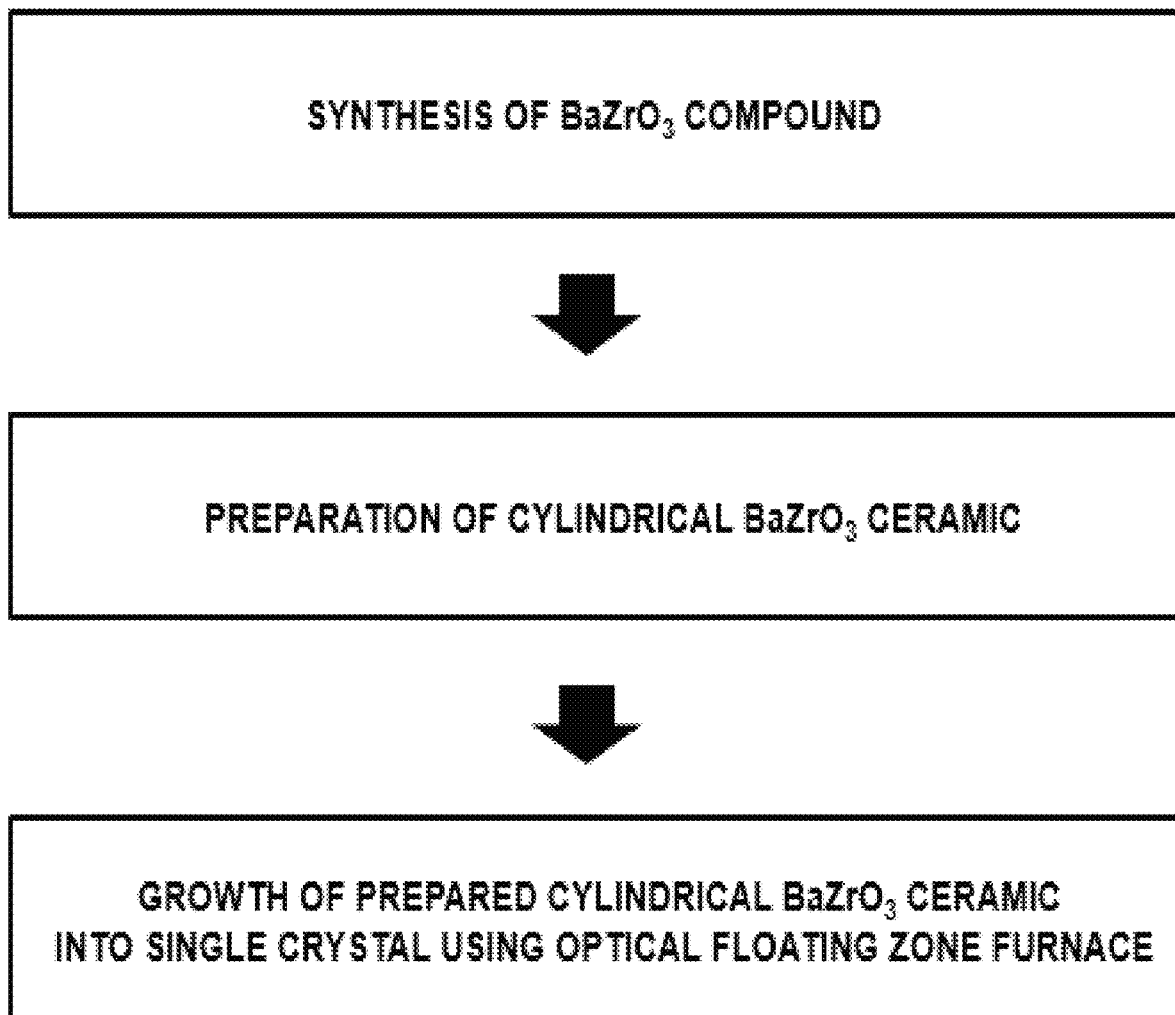 SYNTHESIS OF BaZrO₃ COMPOUND
PREPARATION OF CYLINDRICAL BaZrO₃ CERAMIC
GROWTH OF PREPARED CYLINDRICAL BaZrO₃ CERAMIC
INTO SINGLE CRYSTAL USING OPTICAL FLOATING ZONE FURNACE